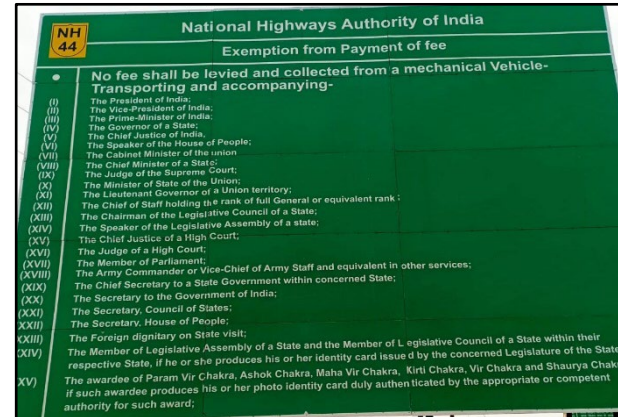 NH
44
National Highways Authority of India
Exemption from Payment of fee
• No fee shall be levied and collected from a mechanical Vehicle-
Transporting and accompanying-
(I) The President of India;
(II) The Vice-President of India;
(III) The Prime-Minister of India;
(IV) The Governor of a State;
(V) The Chief Justice of India,
(VI) The Speaker of the House of People;
(VII) The Cabinet Minister of the union
(VIII) The Chief Minister of a State;
(IX) The Judge of the Supreme Court;
(X) The Minister of State of the Union;
(XI) The Lieutenant Governor of a Union territory;
(XII) The Chief of Staff holding the rank of full General or equivalent rank;
(XIII) The Chairman of the Legislative Council of a State;
(XIV) The Speaker of the Legislative Assembly of a state;
(XV) The Chief Justice of a High Court;
(XVI) The Judge of a High Court;
(XVII) The Member of Parliament;
(XVIII) The Army Commander or Vice-Chief of Army Staff and equivalent in other services;
(XIX) The Chief Secretary to a State Government within concerned State;
(XX) The Secretary to the Government of India;
(XXI) The Secretary, Council of States;
XXII) The Secretary, House of People;
XXIII) The Foreign dignitary on State visit;
XIV) The Member of Legislative Assembly of a State and the Member of Legislative Council of a State within their
respective State, if he or she produces his or her identity card issued by the concerned Legislature of the State
XV) The awardee of Param Vir Chakra, Ashok Chakra, Maha Vir Chakra, Kirti Chakra, Vir Chakra and Shaurya Chakr
if such awardee produces his or her photo identity card duly authenticated by the appropriate or competent
authority for such award;